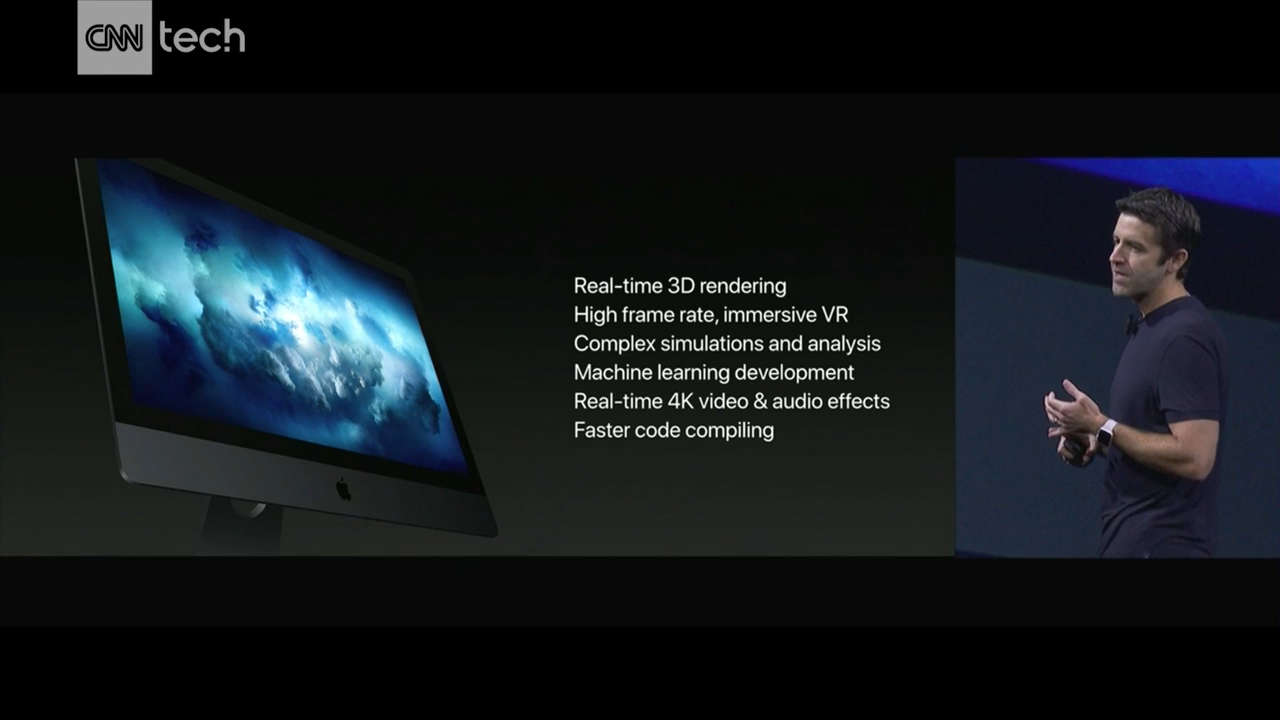 CNN tech
Real-time 3D rendering
High frame rate, immersive VR
Complex simulations and analysis
Machine learning development
Real-time 4K video & audio effects
Faster code compiling